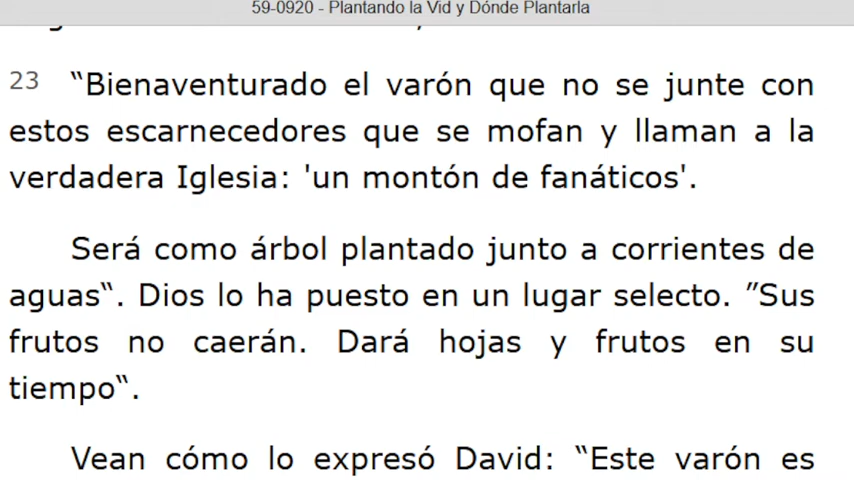 59-0920 - Plantando la Vid y Dónde Plantarla
23 “Bienaventurado el varón que no se junte con
estos escarnecedores que se mofan y llaman a la
verdadera Iglesia: 'un montón de fanáticos'.
Será como árbol plantado junto a corrientes de
aguas“. Dios lo ha puesto en un lugar selecto. ”Sus
frutos no caerán. Dará hojas y frutos en su
tiempo“.
Vean cómo lo expresó David: “Este varón es